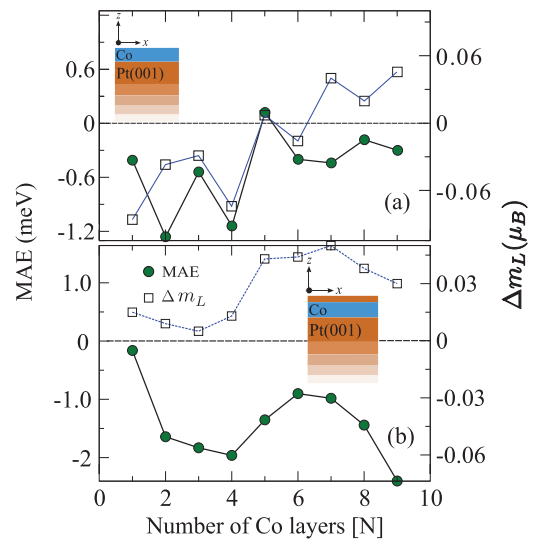 z
x
Co
Pt(001)
0.6
0
-0.6
-1.2
0.06
0
-0.06
(a)
MAE (meV)
Δm_L(μ_B)
MAE
Δ m_L
z
x
Co
Pt(001)
1.0
0
-1.0
-2
0.03
0
-0.03
-0.06
(b)
0 2 4 6 8 10
Number of Co layers [N]